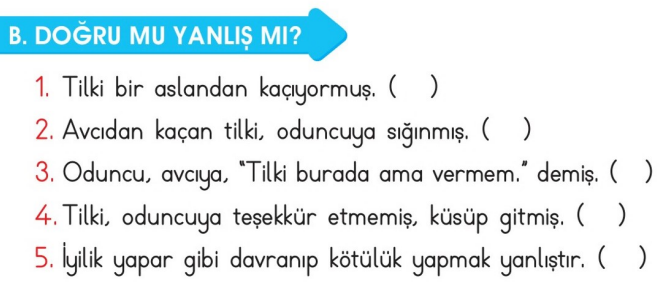 B. DOĞRU MU YANLIŞ MI?
1. Tilki bir aslandan kaçıyormuş. (    )
2. Avcıdan kaçan tilki, oduncuya sığınmış. (    )
3. Oduncu, avcıya, "Tilki burada ama vermem." demiş. (    )
4. Tilki, oduncuya teşekkür etmemiş, küsüp gitmiş. (    )
5. İyilik yapar gibi davranıp kötülük yapmak yanlıştır. (    )